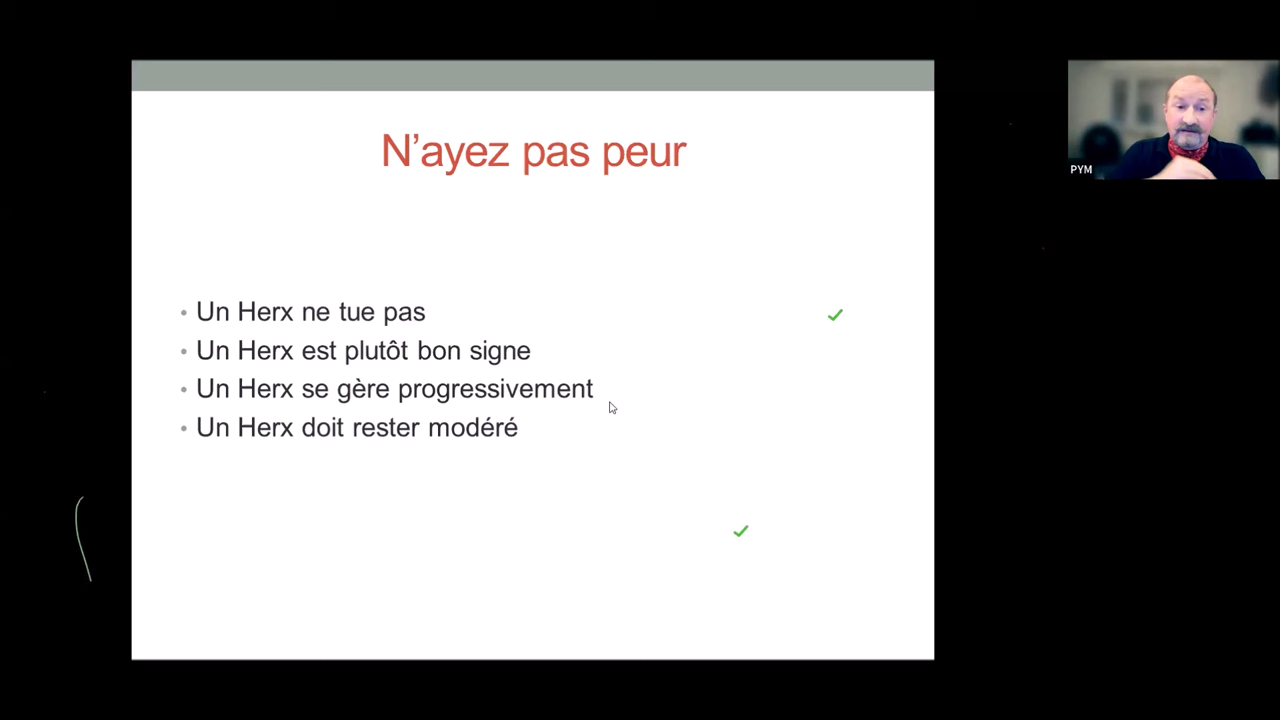 N'ayez pas peur
• Un Herx ne tue pas
• Un Herx est plutôt bon signe
• Un Herx se gère progressivement
• Un Herx doit rester modéré
PYM